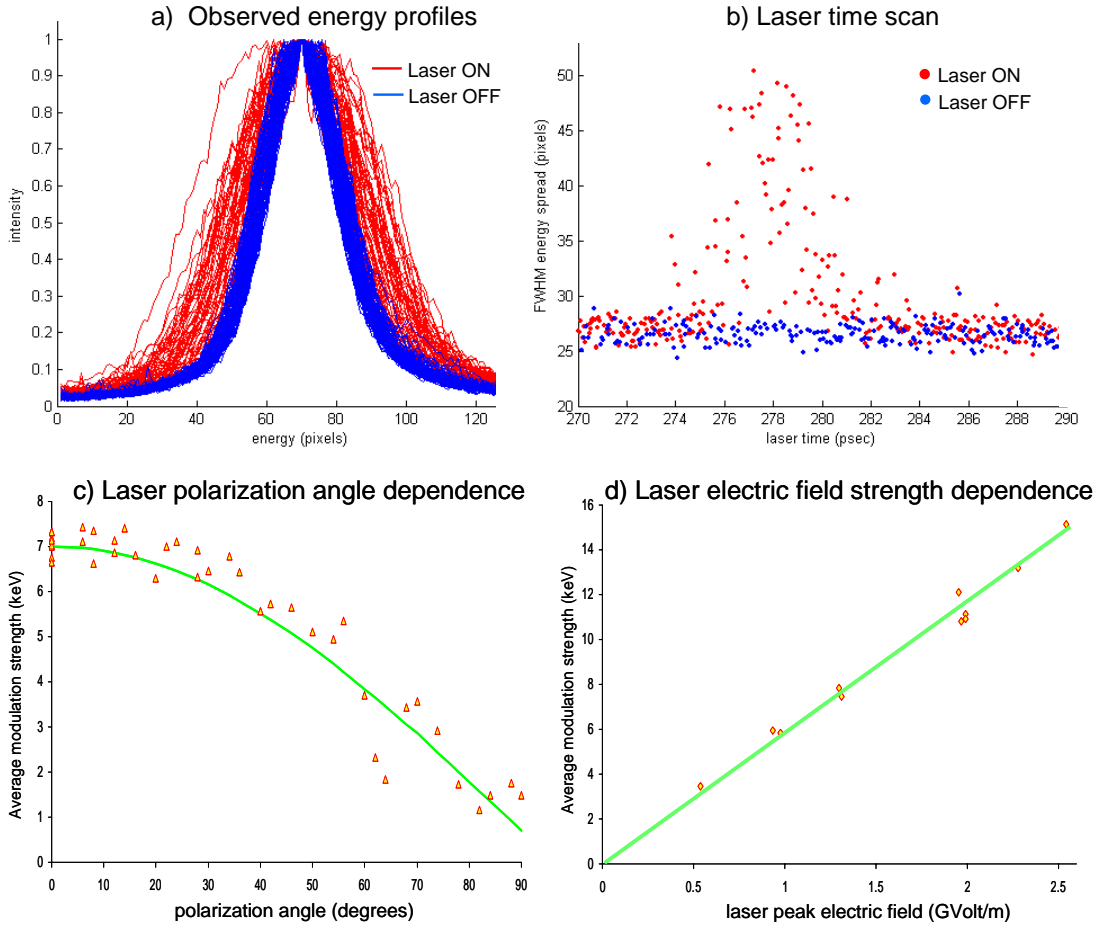 a) Observed energy profiles
1
0.9
0.8
0.7
0.6
0.5
0.4
0.3
0.2
0.1
0
intensity
Laser ON
Laser OFF
0 20 40 60 80 100 120
energy (pixels)
b) Laser time scan
50
45
40
35
30
25
20
FWHM energy spread (pixels)
Laser ON
Laser OFF
270 272 274 276 278 280 282 284 286 288 290
laser time (psec)
c) Laser polarization angle dependence
8
7
6
5
4
3
2
1
0
Average modulation strength (keV)
0 10 20 30 40 50 60 70 80 90
polarization angle (degrees)
d) Laser electric field strength dependence
16
14
12
10
8
6
4
2
0
Average modulation strength (keV)
0 0.5 1 1.5 2 2.5
laser peak electric field (GVolt/m)